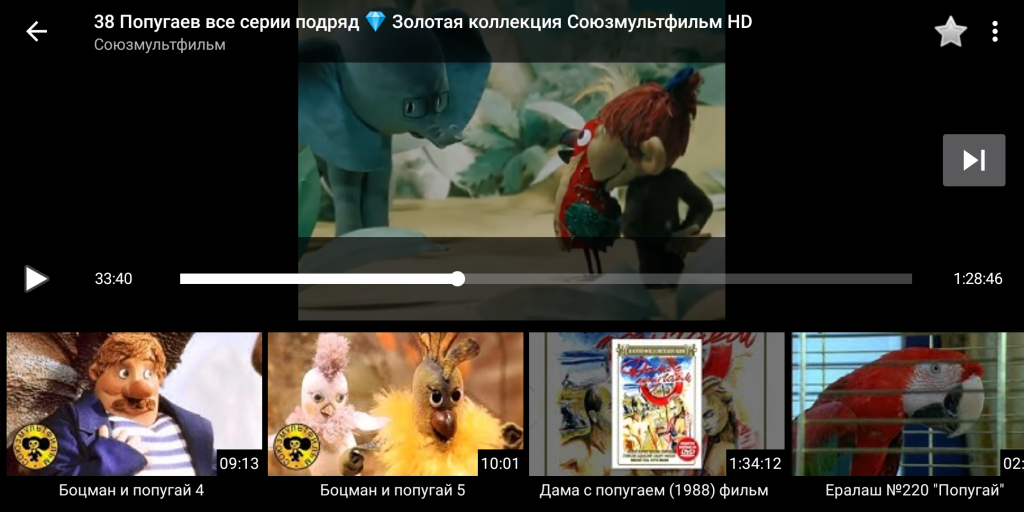 38 Попугаев все серии подряд 💎 Золотая коллекция Союзмультфильм HD
Союзмультфильм
33:40
1:28:46
09:13
10:01
1:34:12
02:
Боцман и попугай 4
Боцман и попугай 5
Дама с попугаем (1988) фильм
Ералаш №220 "Попугай"